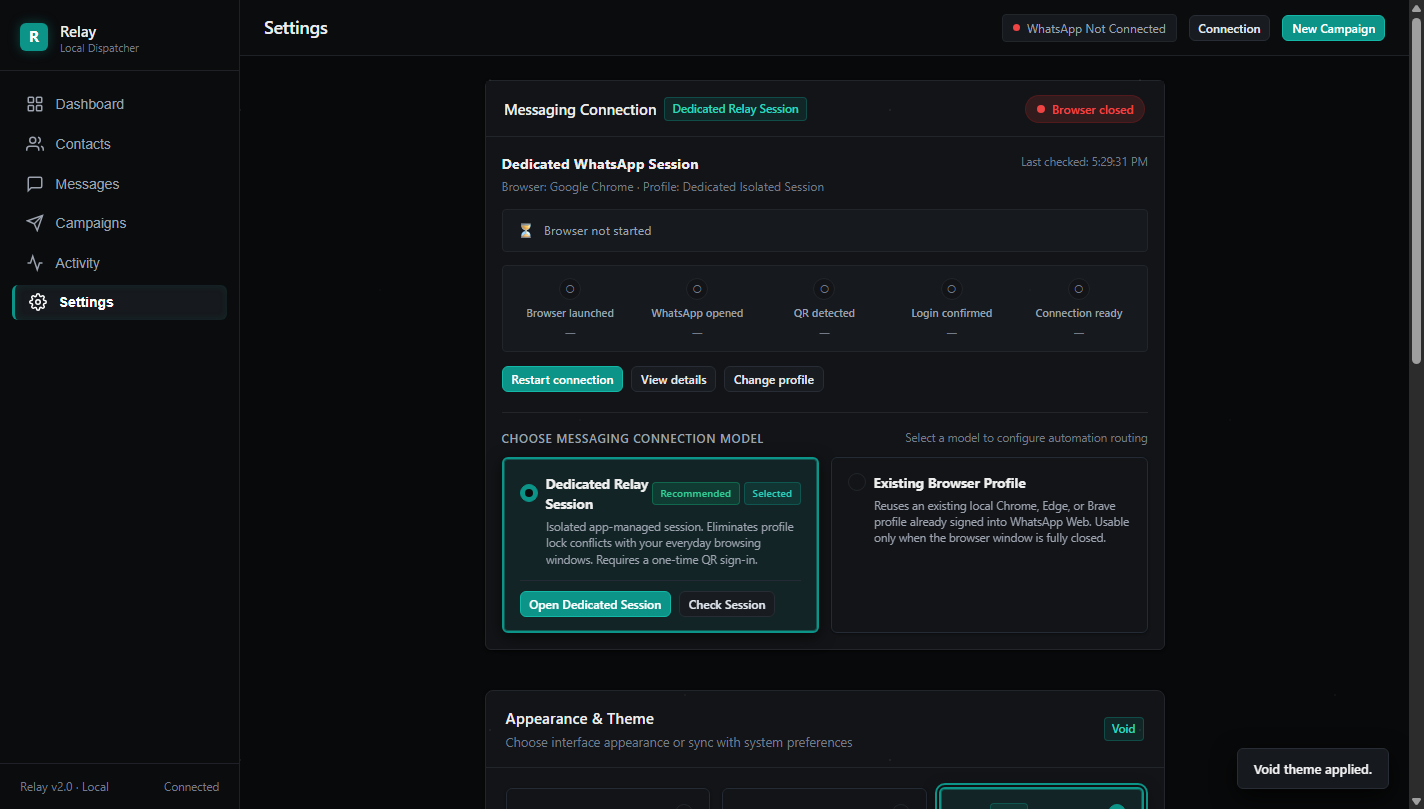 R
Relay
Local Dispatcher
Dashboard
Contacts
Messages
Campaigns
Activity
Settings
Relay v2.0 · Local
Connected
Settings
WhatsApp Not Connected
Connection
New Campaign
Messaging Connection
Dedicated Relay Session
Browser closed
Dedicated WhatsApp Session
Last checked: 5:29:31 PM
Browser: Google Chrome · Profile: Dedicated Isolated Session
Browser not started
Browser launched
WhatsApp opened
QR detected
Login confirmed
Connection ready
—
—
—
—
—
Restart connection
View details
Change profile
CHOOSE MESSAGING CONNECTION MODEL
Select a model to configure automation routing
Dedicated Relay
Session
Recommended
Selected
Isolated app-managed session. Eliminates profile
lock conflicts with your everyday browsing
windows. Requires a one-time QR sign-in.
Open Dedicated Session
Check Session
Existing Browser Profile
Reuses an existing local Chrome, Edge, or Brave
profile already signed into WhatsApp Web. Usable
only when the browser window is fully closed.
Appearance & Theme
Choose interface appearance or sync with system preferences
Void
Void theme applied.